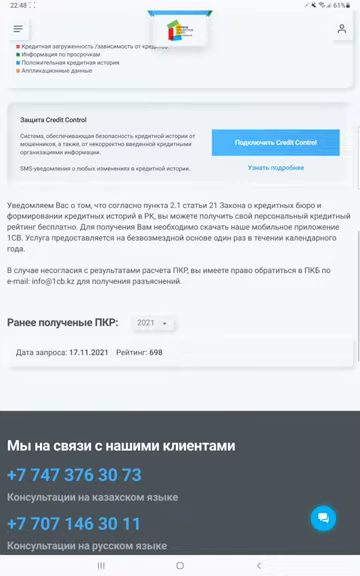 22:48
61%
Кредитная загруженность /зависимость от кредитов
Информация по просрочкам
Положительная кредитная история
Аппликационные данные
Защита Credit Control
Система, обеспечивающая безопасность кредитной истории от
мошенников, а также, от некорректно введенной кредитными
организациями информации.
Подключить Credit Control
SMS-уведомления о любых изменениях в кредитной истории.
Узнать подробнее
Уведомляем Вас о том, что согласно пункта 2.1 статьи 21 Закона о кредитных бюро и
формировании кредитных историй в РК, вы можете получить свой персональный кредитный
рейтинг бесплатно. Для получения Вам необходимо скачать наше мобильное приложение
1CB. Услуга предоставляется на безвозмездной основе один раз в течении календарного
года.
В случае несогласия с результатами расчета ПКР, вы имеете право обратиться в ПКБ по
e-mail: info@1cb.kz для получения разъяснений.
Ранее полученые ПКР:
2021
Дата запроса: 17.11.2021 Рейтинг: 698
Мы на связи с нашими клиентами
+7 747 376 30 73
Консультации на казахском языке
+7 707 146 30 11
Консультации на русском языке